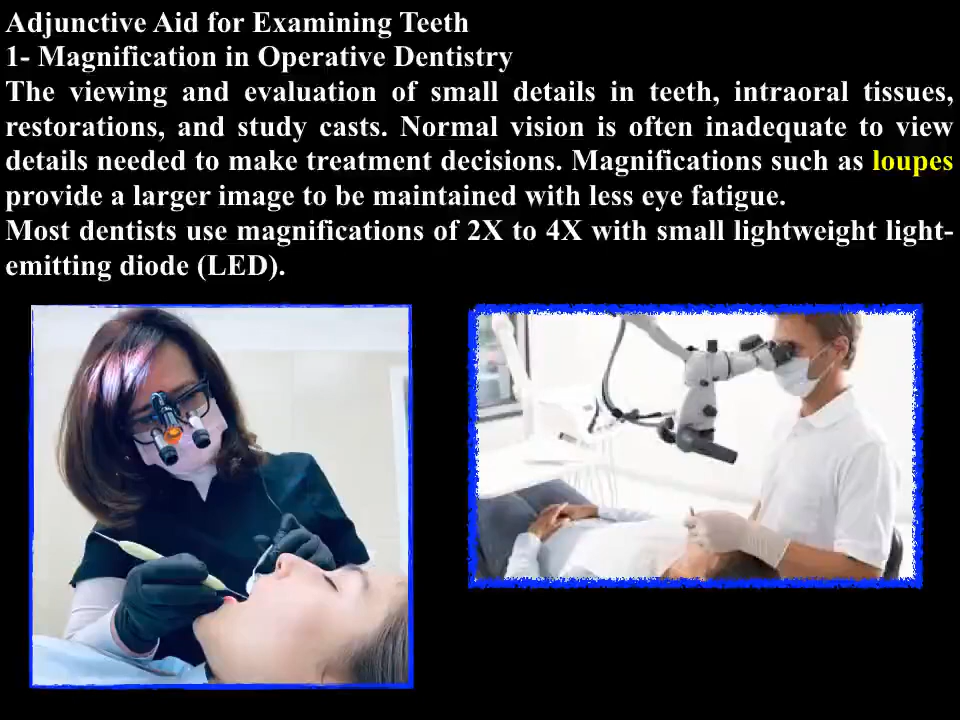 Adjunctive Aid for Examining Teeth
1- Magnification in Operative Dentistry
The viewing and evaluation of small details in teeth, intraoral tissues,
restorations, and study casts. Normal vision is often inadequate to view
details needed to make treatment decisions. Magnifications such as loupes
provide a larger image to be maintained with less eye fatigue.
Most dentists use magnifications of 2X to 4X with small lightweight light-
emitting diode (LED).